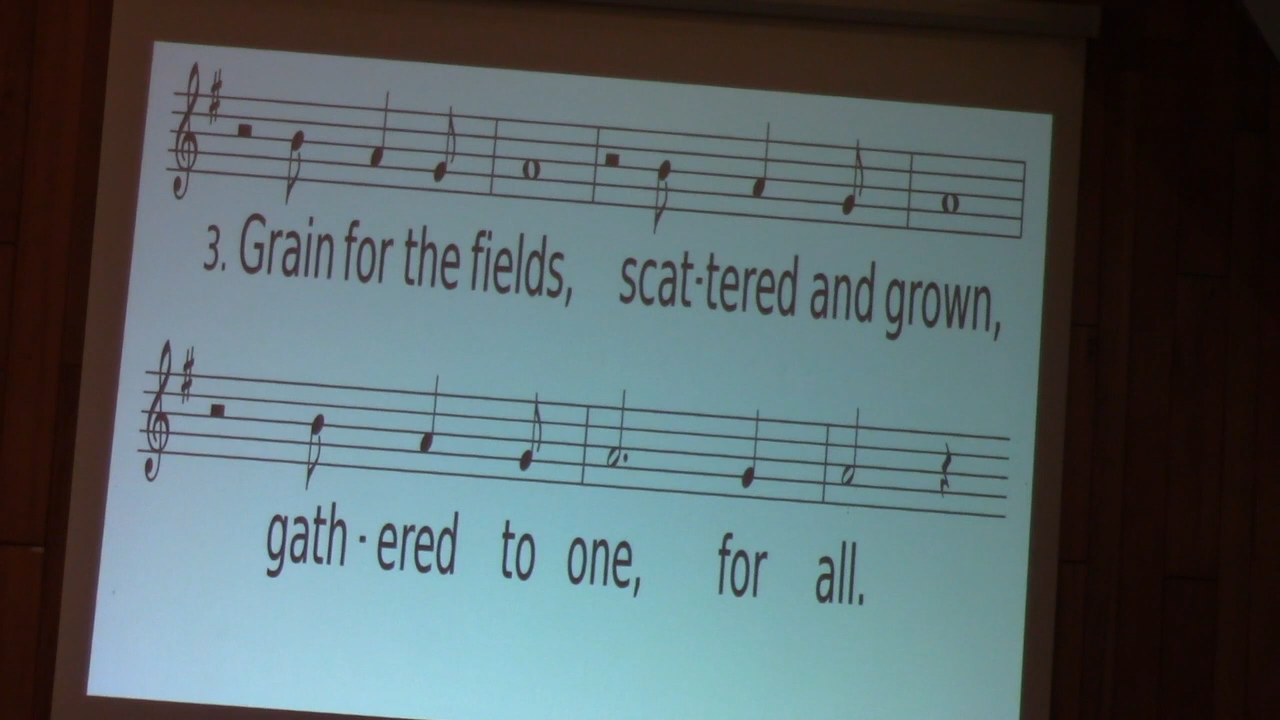 3. Grain for the fields, scat·tered and grown,
gath·ered to one, for all.